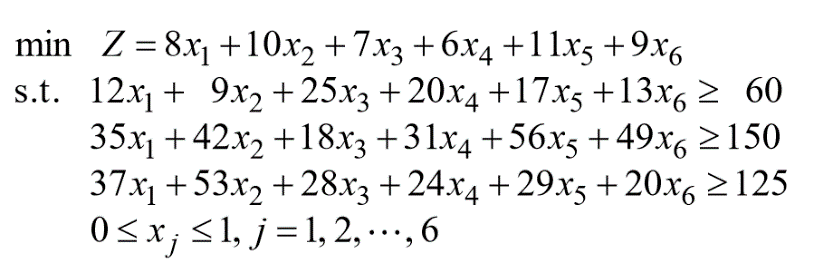 min Z = 8x₁ + 10x₂ + 7x₃ + 6x₄ + 11x₅ + 9x₆
s.t. 12x₁ + 9x₂ + 25x₃ + 20x₄ + 17x₅ + 13x₆ ≥ 60
35x₁ + 42x₂ + 18x₃ + 31x₄ + 56x₅ + 49x₆ ≥ 150
37x₁ + 53x₂ + 28x₃ + 24x₄ + 29x₅ + 20x₆ ≥ 125
0 ≤ xⱼ ≤ 1, j = 1, 2, ⋯, 6